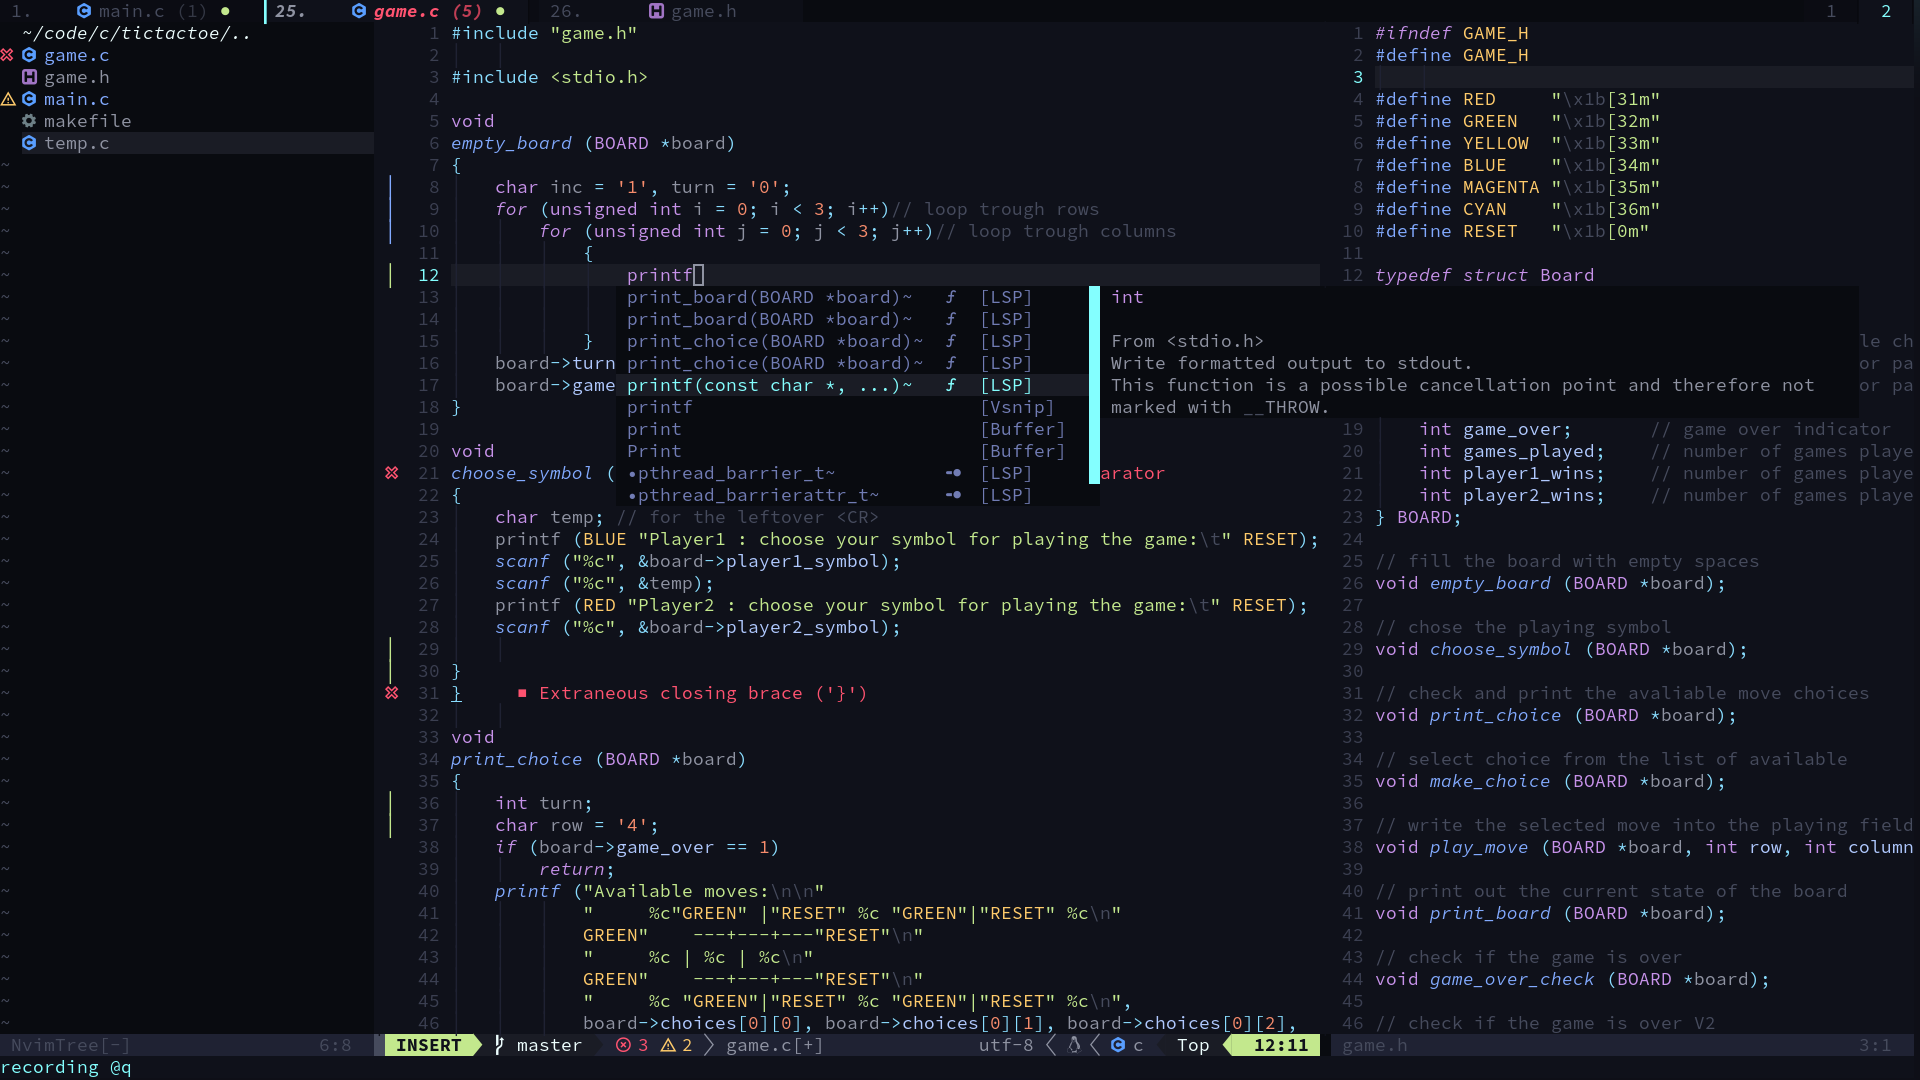 1. main.c (1) ● 25. game.c (5) ● 26. game.h 1 2
~/code/c/tictactoe/..
game.c
game.h
main.c
makefile
temp.c
1 #include "game.h"
2
3 #include <stdio.h>
4
5 void
6 empty_board (BOARD *board)
7 {
8 char inc = '1', turn = '0';
9 for (unsigned int i = 0; i < 3; i++)// loop trough rows
10 for (unsigned int j = 0; j < 3; j++)// loop trough columns
11 {
12 printf
13 print_board(BOARD *board)~ ƒ [LSP]
14 print_board(BOARD *board)~ ƒ [LSP]
15 } print_choice(BOARD *board)~ ƒ [LSP]
16 board->turn print_choice(BOARD *board)~ ƒ [LSP]
17 board->game printf(const char *, ...)~ ƒ [LSP]
18 } printf [Vsnip]
19 print [Buffer]
20 void Print [Buffer]
21 choose_symbol ( •pthread_barrier_t~ [LSP] arator
22 { •pthread_barrierattr_t~ [LSP]
int
From <stdio.h>
Write formatted output to stdout.
This function is a possible cancellation point and therefore not
marked with __THROW.
23 char temp; // for the leftover <CR>
24 printf (BLUE "Player1 : choose your symbol for playing the game:\t" RESET);
25 scanf ("%c", &board->player1_symbol);
26 scanf ("%c", &temp);
27 printf (RED "Player2 : choose your symbol for playing the game:\t" RESET);
28 scanf ("%c", &board->player2_symbol);
29
30 }
31 } ■ Extraneous closing brace ('}')
32
33 void
34 print_choice (BOARD *board)
35 {
36 int turn;
37 char row = '4';
38 if (board->game_over == 1)
39 return;
40 printf ("Available moves:\n\n"
41 " %c"GREEN" |"RESET" %c "GREEN"|"RESET" %c\n"
42 GREEN" ---+---+---"RESET"\n"
43 " %c | %c | %c\n"
44 GREEN" ---+---+---"RESET"\n"
45 " %c "GREEN"|"RESET" %c "GREEN"|"RESET" %c\n",
46 board->choices[0][0], board->choices[0][1], board->choices[0][2],
1 #ifndef GAME_H
2 #define GAME_H
3
4 #define RED "\x1b[31m"
5 #define GREEN "\x1b[32m"
6 #define YELLOW "\x1b[33m"
7 #define BLUE "\x1b[34m"
8 #define MAGENTA "\x1b[35m"
9 #define CYAN "\x1b[36m"
10 #define RESET "\x1b[0m"
11
12 typedef struct Board
le ch
or pa
or pa
19 int game_over; // game over indicator
20 int games_played; // number of games playe
21 int player1_wins; // number of games playe
22 int player2_wins; // number of games playe
23 } BOARD;
24
25 // fill the board with empty spaces
26 void empty_board (BOARD *board);
27
28 // chose the playing symbol
29 void choose_symbol (BOARD *board);
30
31 // check and print the avaliable move choices
32 void print_choice (BOARD *board);
33
34 // select choice from the list of available
35 void make_choice (BOARD *board);
36
37 // write the selected move into the playing field
38 void play_move (BOARD *board, int row, int column
39
40 // print out the current state of the board
41 void print_board (BOARD *board);
42
43 // check if the game is over
44 void game_over_check (BOARD *board);
45
46 // check if the game is over V2
NvimTree[-] 6:8 INSERT master 3 2 game.c[+] utf-8 c Top 12:11 game.h 3:1
recording @q